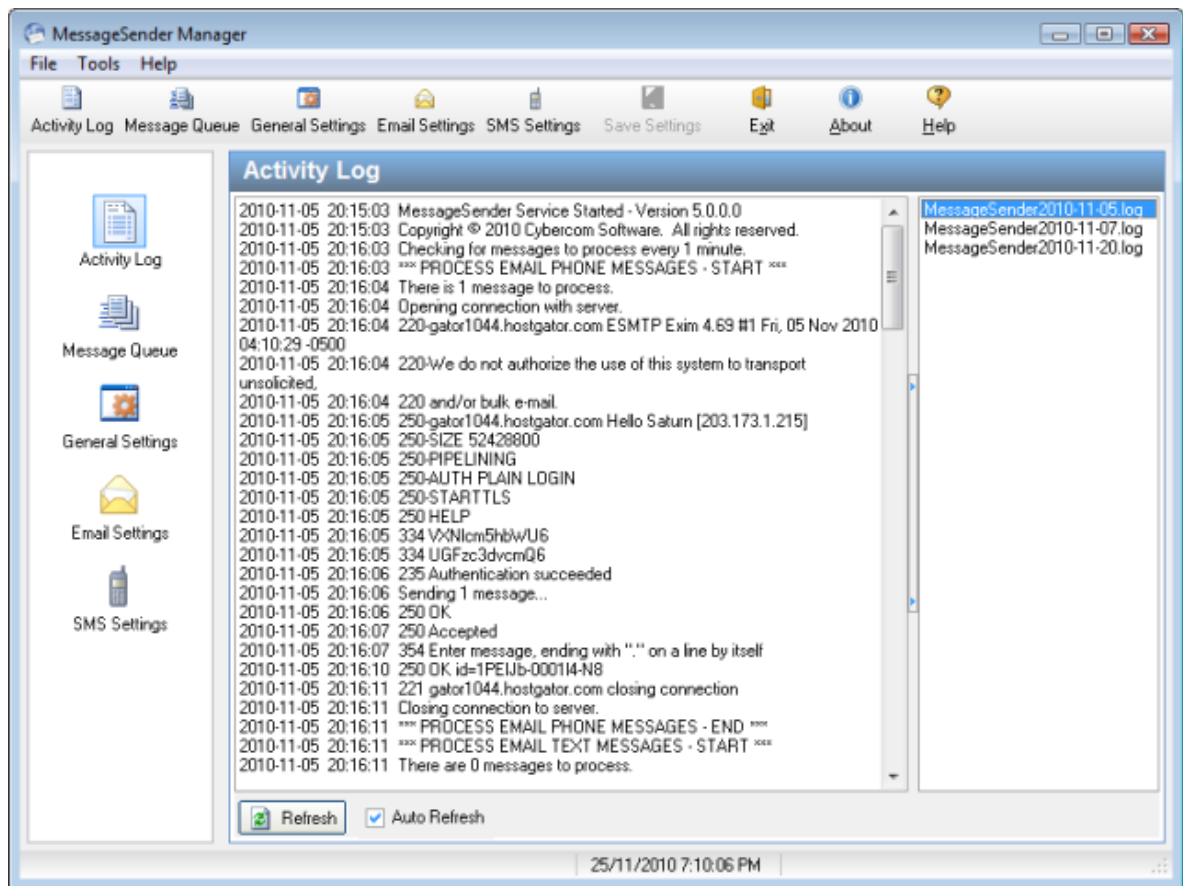 MessageSender Manager
File Tools Help
Activity Log Message Queue General Settings Email Settings SMS Settings Save Settings Exit About Help
Activity Log
Message Queue
General Settings
Email Settings
SMS Settings
Activity Log
2010-11-05 20:15:03 MessageSender Service Started - Version 5.0.0.0
2010-11-05 20:15:03 Copyright © 2010 Cybercom Software. All rights reserved.
2010-11-05 20:16:03 Checking for messages to process every 1 minute.
2010-11-05 20:16:03 *** PROCESS EMAIL PHONE MESSAGES - START ***
2010-11-05 20:16:04 There is 1 message to process.
2010-11-05 20:16:04 Opening connection with server.
2010-11-05 20:16:04 220-gator1044.hostgator.com ESMTP Exim 4.69 #1 Fri, 05 Nov 2010
04:10:29 -0500
2010-11-05 20:16:04 220-We do not authorize the use of this system to transport
unsolicited,
2010-11-05 20:16:04 220 and/or bulk e-mail.
2010-11-05 20:16:05 250-gator1044.hostgator.com Hello Saturn [203.173.1.215]
2010-11-05 20:16:05 250-SIZE 52428800
2010-11-05 20:16:05 250-PIPELINING
2010-11-05 20:16:05 250-AUTH PLAIN LOGIN
2010-11-05 20:16:05 250-STARTTLS
2010-11-05 20:16:05 250 HELP
2010-11-05 20:16:05 334 VXNlcm5hbWU6
2010-11-05 20:16:05 334 UGFzc3dvcmQ6
2010-11-05 20:16:06 235 Authentication succeeded
2010-11-05 20:16:06 Sending 1 message...
2010-11-05 20:16:06 250 OK
2010-11-05 20:16:07 250 Accepted
2010-11-05 20:16:07 354 Enter message, ending with "." on a line by itself
2010-11-05 20:16:10 250 OK id=1PEIJb-0001I4-N8
2010-11-05 20:16:11 221 gator1044.hostgator.com closing connection
2010-11-05 20:16:11 Closing connection to server.
2010-11-05 20:16:11 *** PROCESS EMAIL PHONE MESSAGES - END ***
2010-11-05 20:16:11 *** PROCESS EMAIL TEXT MESSAGES - START ***
2010-11-05 20:16:11 There are 0 messages to process.
MessageSender2010-11-05.log
MessageSender2010-11-07.log
MessageSender2010-11-20.log
Refresh Auto Refresh
25/11/2010 7:10:06 PM